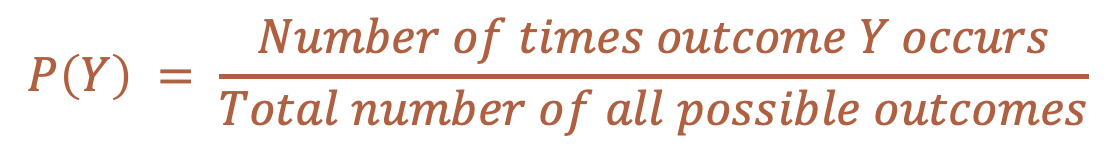 P(Y) = Number of times outcome Y occurs
Total number of all possible outcomes